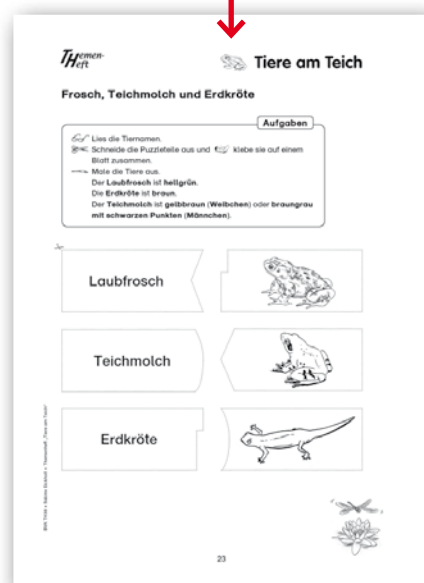 THemen-
Heft
Tiere am Teich
Frosch, Teichmolch und Erdkröte
Aufgaben
Lies die Tiernamen.
Schneide die Puzzleteile aus und klebe sie auf einem
Blatt zusammen.
Male die Tiere aus.
Der Laubfrosch ist hellgrün.
Die Erdkröte ist braun.
Der Teichmolch ist gelbbraun (Weibchen) oder braungrau
mit schwarzen Punkten (Männchen).
Laubfrosch
Teichmolch
Erdkröte
23